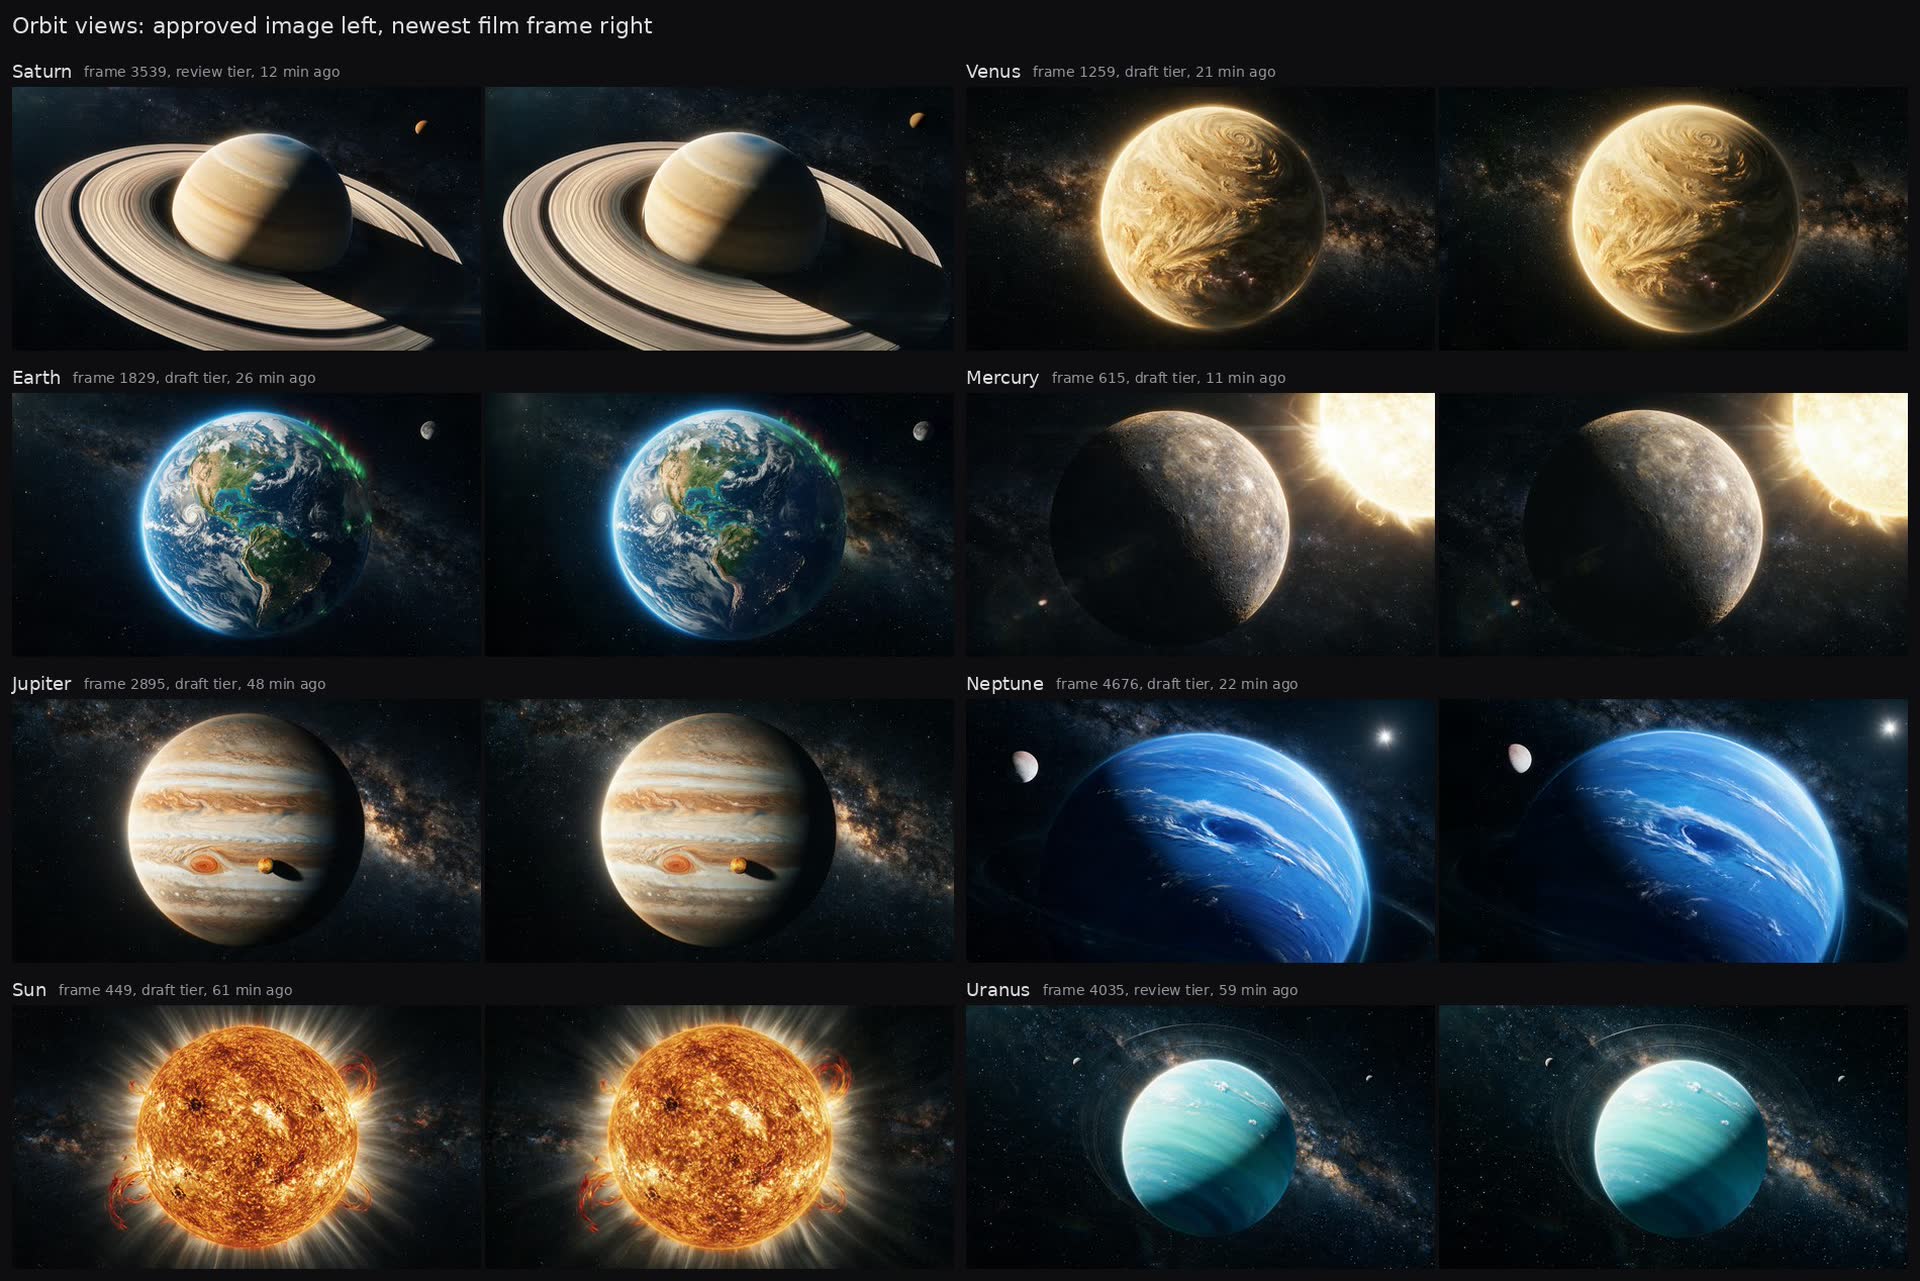 Orbit views: approved image left, newest film frame right
Saturn frame 3539, review tier, 12 min ago
Venus frame 1259, draft tier, 21 min ago
Earth frame 1829, draft tier, 26 min ago
Mercury frame 615, draft tier, 11 min ago
Jupiter frame 2895, draft tier, 48 min ago
Neptune frame 4676, draft tier, 22 min ago
Sun frame 449, draft tier, 61 min ago
Uranus frame 4035, review tier, 59 min ago